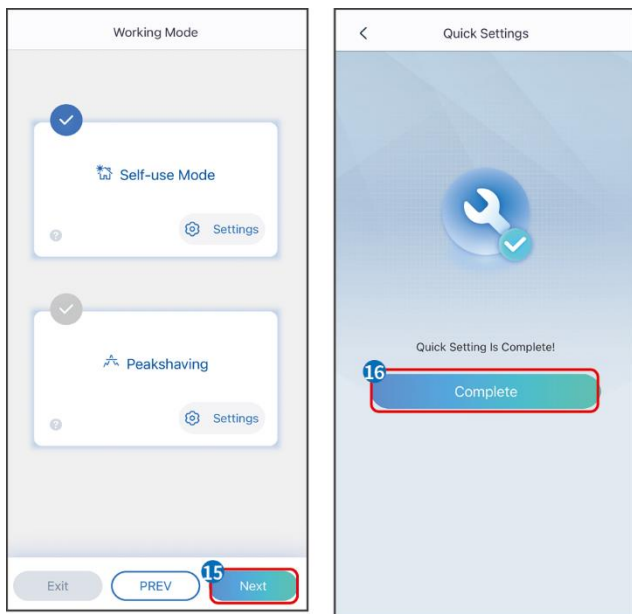 Working Mode
Self-use Mode
?
Settings
Peakshaving
?
Settings
Exit
PREV
15
Next
Quick Settings
Quick Setting Is Complete!
16
Complete